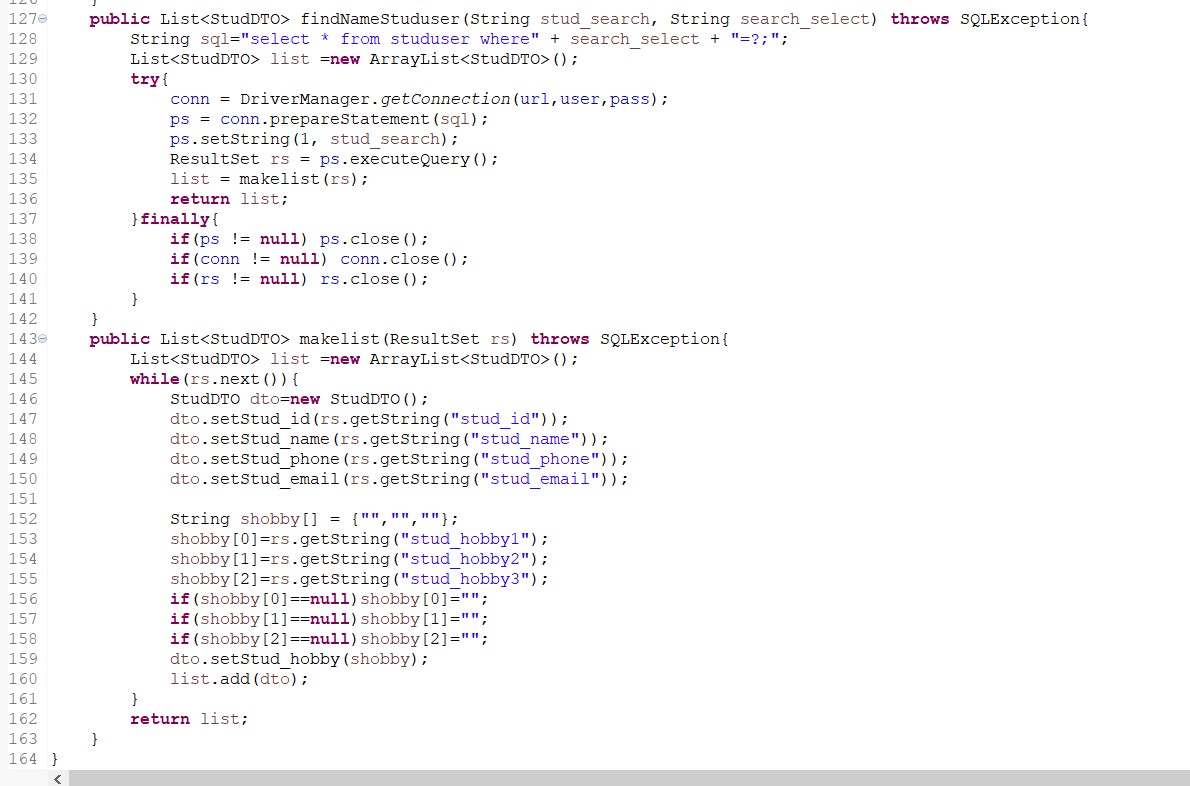 127 public List<StudDTO> findNameStuduser(String stud_search, String search_select) throws SQLException{
128 String sql="select * from studuser where" + search_select + "=?;";
129 List<StudDTO> list =new ArrayList<StudDTO>();
130 try{
131 conn = DriverManager.getConnection(url,user,pass);
132 ps = conn.prepareStatement(sql);
133 ps.setString(1, stud_search);
134 ResultSet rs = ps.executeQuery();
135 list = makelist(rs);
136 return list;
137 }finally{
138 if(ps != null) ps.close();
139 if(conn != null) conn.close();
140 if(rs != null) rs.close();
141 }
142 }
143 public List<StudDTO> makelist(ResultSet rs) throws SQLException{
144 List<StudDTO> list =new ArrayList<StudDTO>();
145 while(rs.next()){
146 StudDTO dto=new StudDTO();
147 dto.setStud_id(rs.getString("stud_id"));
148 dto.setStud_name(rs.getString("stud_name"));
149 dto.setStud_phone(rs.getString("stud_phone"));
150 dto.setStud_email(rs.getString("stud_email"));
151
152 String shobby[] = {"","",""};
153 shobby[0]=rs.getString("stud_hobby1");
154 shobby[1]=rs.getString("stud_hobby2");
155 shobby[2]=rs.getString("stud_hobby3");
156 if(shobby[0]==null)shobby[0]="";
157 if(shobby[1]==null)shobby[1]="";
158 if(shobby[2]==null)shobby[2]="";
159 dto.setStud_hobby(shobby);
160 list.add(dto);
161 }
162 return list;
163 }
164 }